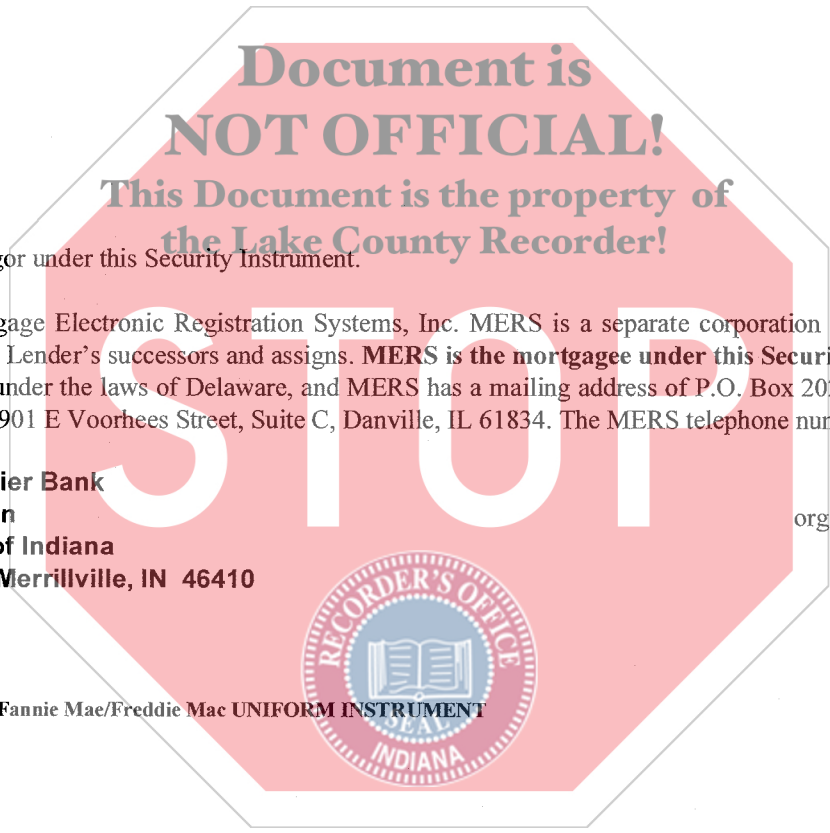 Document is
NOT OFFICIAL!
This Document is the property of
the Lake County Recorder!
gor under this Security Instrument.
gage Electronic Registration Systems, Inc. MERS is a separate corporation
Lender's successors and assigns. MERS is the mortgagee under this Securi
under the laws of Delaware, and MERS has a mailing address of P.O. Box 20
901 E Voorhees Street, Suite C, Danville, IL 61834. The MERS telephone nu
STOP
ier Bank
n
org
of Indiana
Merrillville, IN 46410
RECORDER'S OFFICE
Fannie Mae/Freddie Mac UNIFORM INSTRUMENT
SEAL
INDIANA